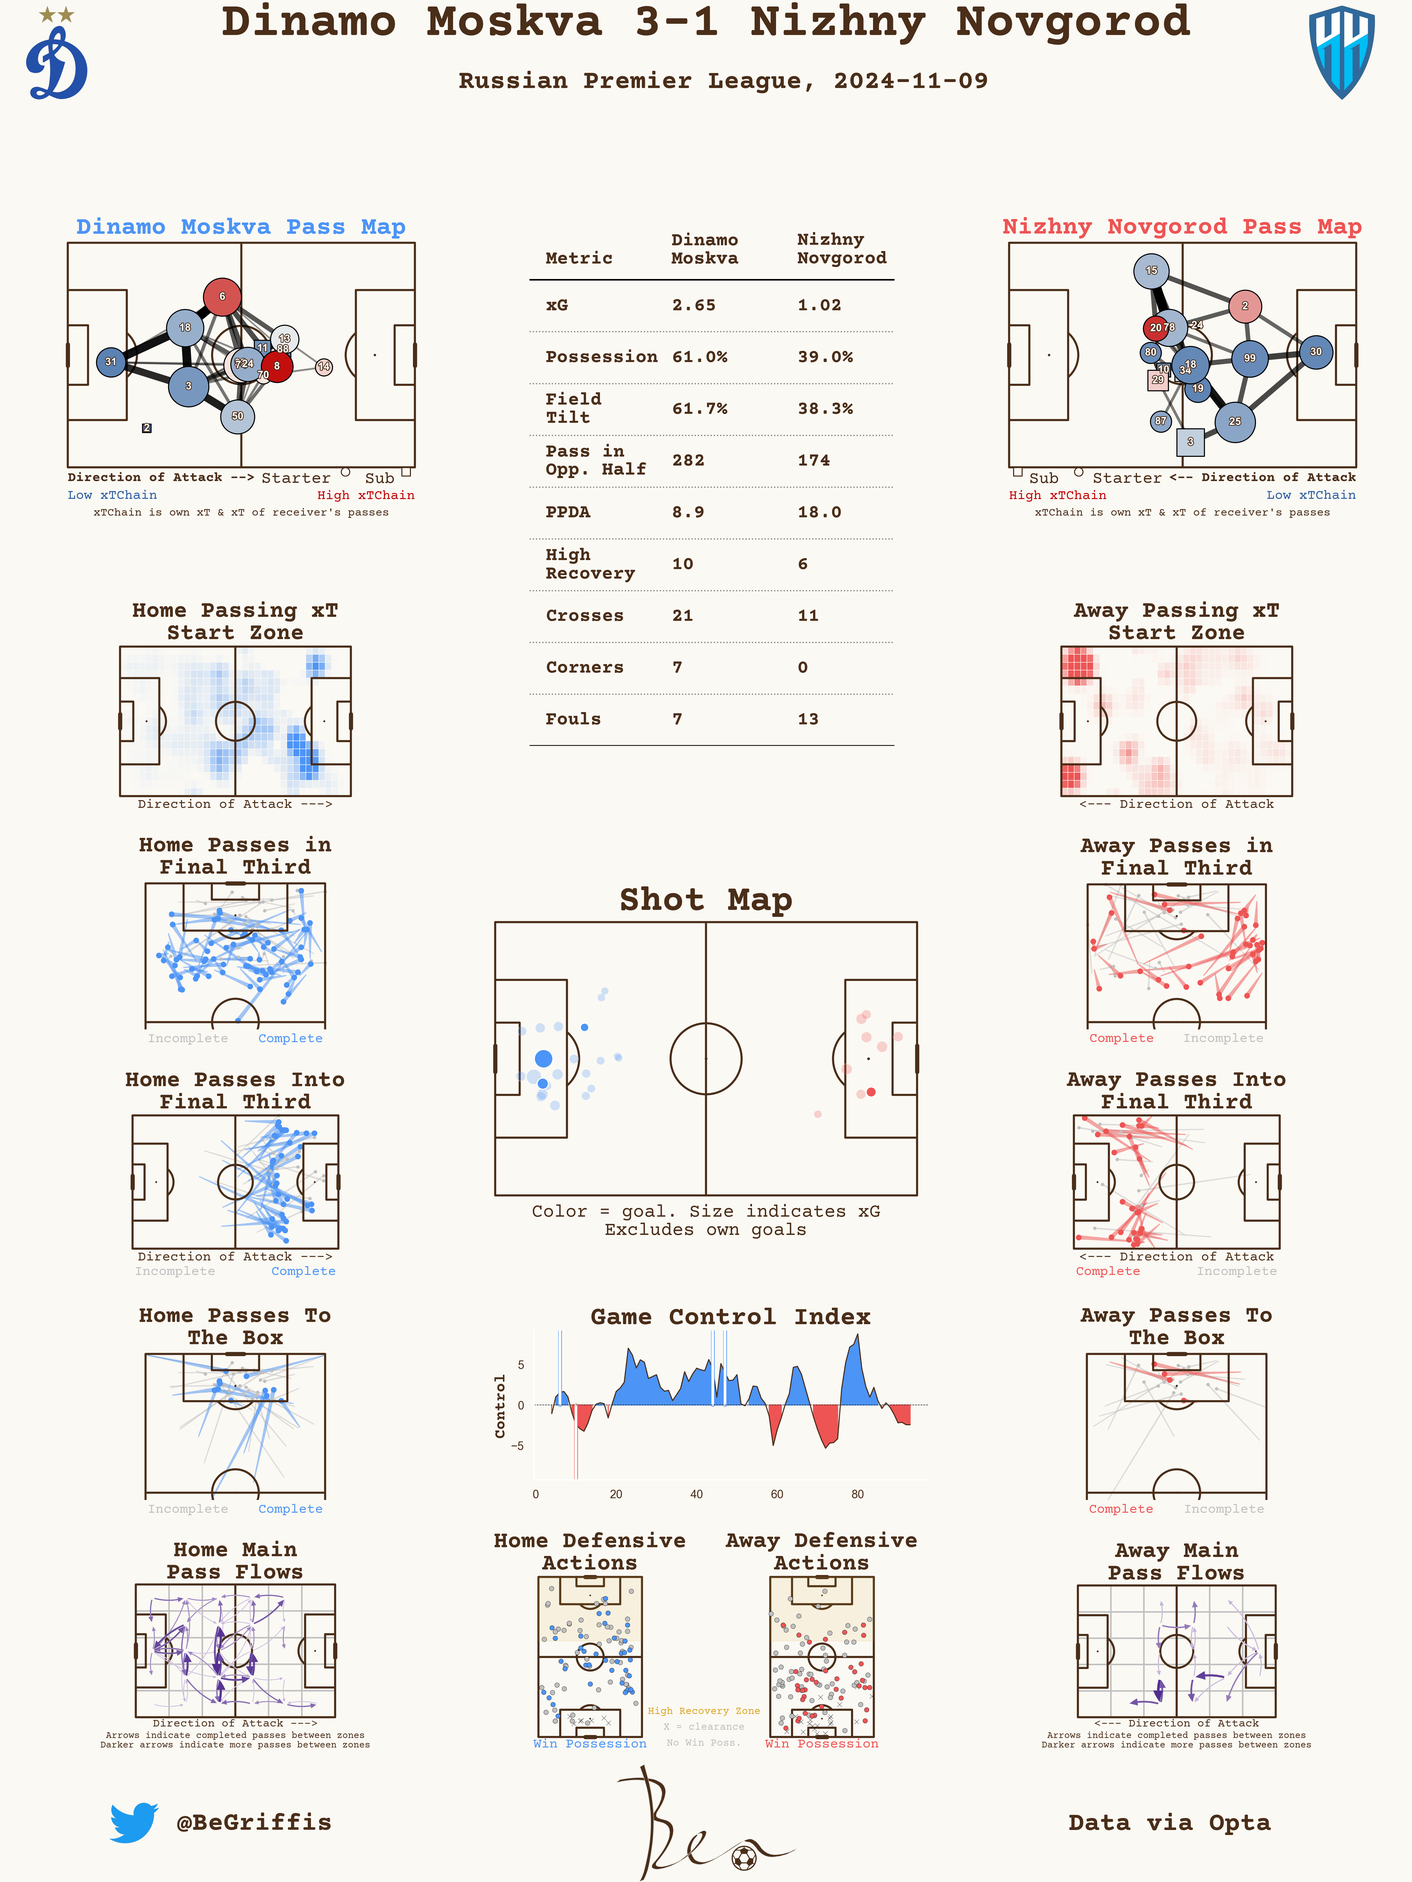 Dinamo Moskva 3-1 Nizhny Novgorod
Russian Premier League, 2024-11-09
Dinamo Moskva Pass Map
6
18
13
11
88
31
7
24
8
14
70
3
50
2
Direction of Attack --> Starter Sub
Low xTChain High xTChain
xTChain is own xT & xT of receiver's passes
Metric Dinamo Moskva Nizhny Novgorod
xG 2.65 1.02
Possession 61.0% 39.0%
Field Tilt 61.7% 38.3%
Pass in Opp. Half 282 174
PPDA 8.9 18.0
High Recovery 10 6
Crosses 21 11
Corners 7 0
Fouls 7 13
Nizhny Novgorod Pass Map
15
2
20
78
24
80
99
30
10
18
34
29
19
87
25
3
Sub Starter <-- Direction of Attack
High xTChain Low xTChain
xTChain is own xT & xT of receiver's passes
Home Passing xT
Start Zone
Direction of Attack --->
Away Passing xT
Start Zone
<--- Direction of Attack
Home Passes in
Final Third
Incomplete Complete
Away Passes in
Final Third
Complete Incomplete
Shot Map
Color = goal. Size indicates xG
Excludes own goals
Home Passes Into
Final Third
Direction of Attack --->
Incomplete Complete
Away Passes Into
Final Third
<--- Direction of Attack
Complete Incomplete
Home Passes To
The Box
Incomplete Complete
Game Control Index
Control
5
0
−5
0 20 40 60 80
Away Passes To
The Box
Complete Incomplete
Home Main
Pass Flows
Direction of Attack --->
Arrows indicate completed passes between zones
Darker arrows indicate more passes between zones
Home Defensive
Actions
Win Possession
High Recovery Zone
X = clearance
No Win Poss.
Away Defensive
Actions
Win Possession
Away Main
Pass Flows
<--- Direction of Attack
Arrows indicate completed passes between zones
Darker arrows indicate more passes between zones
@BeGriffis
Ben
Data via Opta